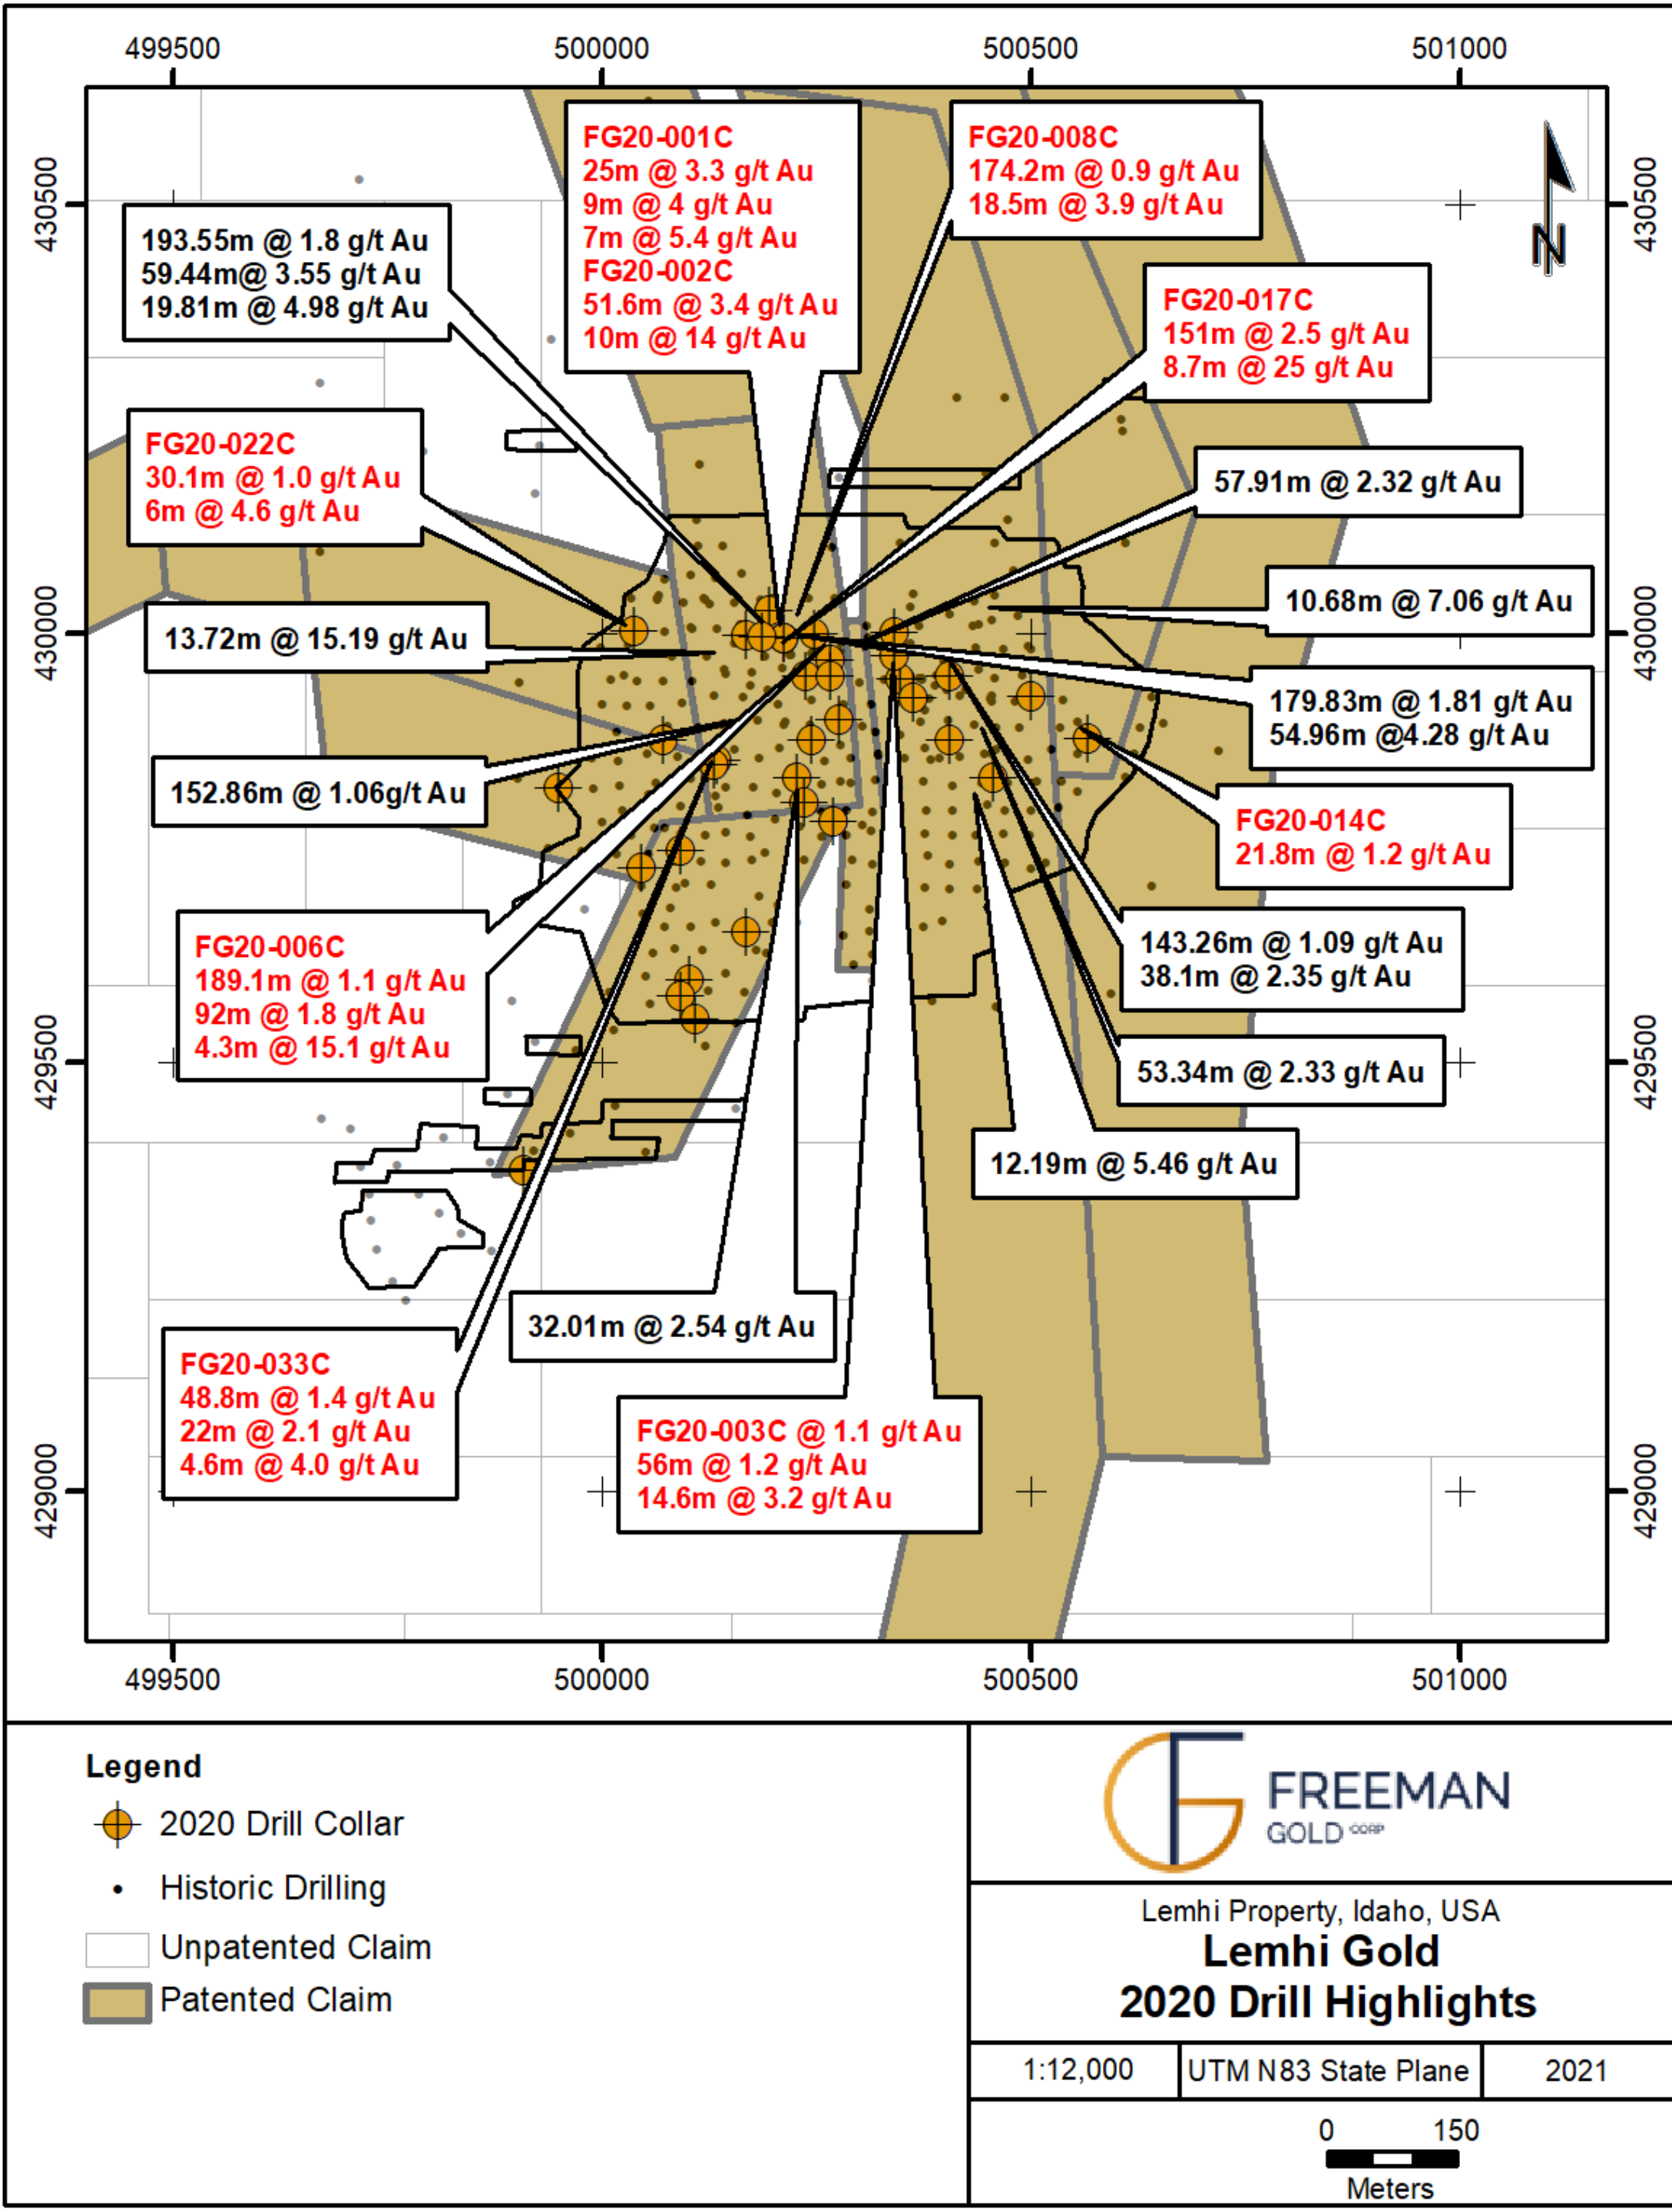 499500 500000 500500 501000
430500
430000
429500
429000
430500
430000
429500
429000
FG20-001C
25m @ 3.3 g/t Au
9m @ 4 g/t Au
7m @ 5.4 g/t Au
FG20-002C
51.6m @ 3.4 g/t Au
10m @ 14 g/t Au
FG20-008C
174.2m @ 0.9 g/t Au
18.5m @ 3.9 g/t Au
N
193.55m @ 1.8 g/t Au
59.44m@ 3.55 g/t Au
19.81m @ 4.98 g/t Au
FG20-017C
151m @ 2.5 g/t Au
8.7m @ 25 g/t Au
FG20-022C
30.1m @ 1.0 g/t Au
6m @ 4.6 g/t Au
57.91m @ 2.32 g/t Au
10.68m @ 7.06 g/t Au
13.72m @ 15.19 g/t Au
179.83m @ 1.81 g/t Au
54.96m @4.28 g/t Au
152.86m @ 1.06g/t Au
FG20-014C
21.8m @ 1.2 g/t Au
FG20-006C
189.1m @ 1.1 g/t Au
92m @ 1.8 g/t Au
4.3m @ 15.1 g/t Au
143.26m @ 1.09 g/t Au
38.1m @ 2.35 g/t Au
53.34m @ 2.33 g/t Au
12.19m @ 5.46 g/t Au
32.01m @ 2.54 g/t Au
FG20-033C
48.8m @ 1.4 g/t Au
22m @ 2.1 g/t Au
4.6m @ 4.0 g/t Au
FG20-003C @ 1.1 g/t Au
56m @ 1.2 g/t Au
14.6m @ 3.2 g/t Au
499500 500000 500500 501000
Legend
2020 Drill Collar
Historic Drilling
Unpatented Claim
Patented Claim
FREEMAN
GOLD CORP
Lemhi Property, Idaho, USA
Lemhi Gold
2020 Drill Highlights
1:12,000 UTM N83 State Plane 2021
0 150
Meters